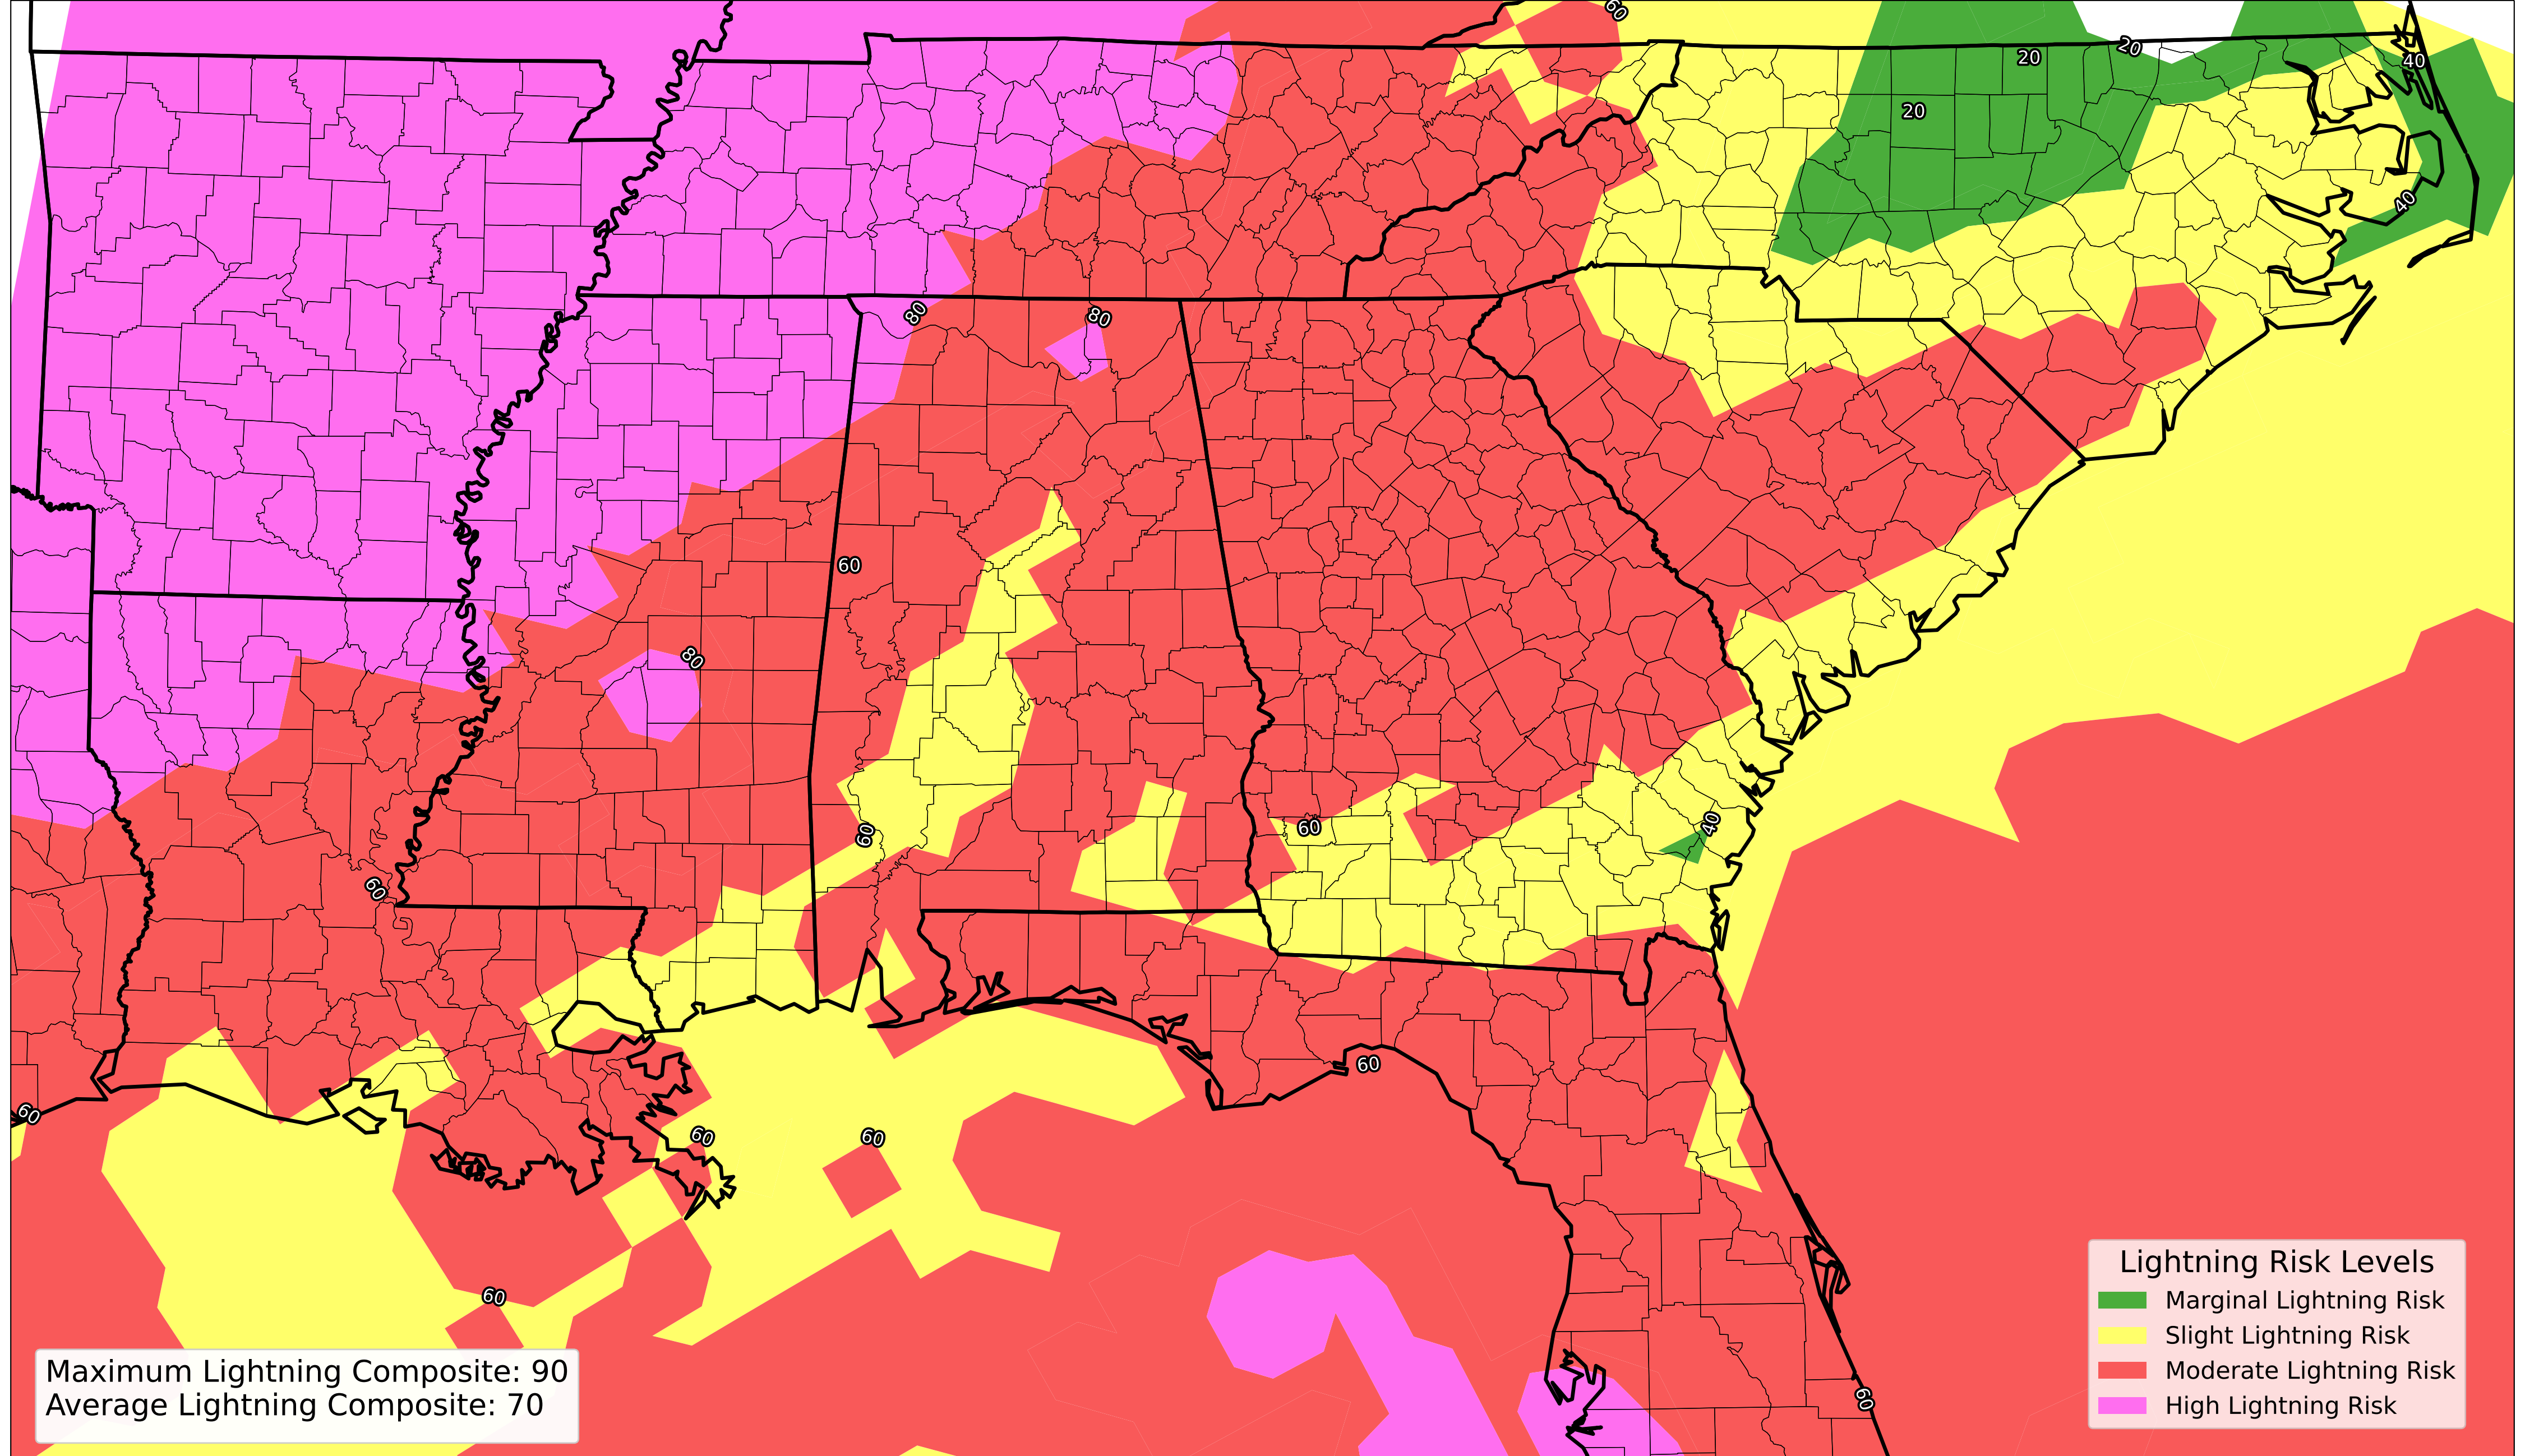 60
20
20
40
20
40
80
80
60
80
40
60
60
60
60
60
60
60
60
Lightning Risk Levels
Marginal Lightning Risk
Slight Lightning Risk
Moderate Lightning Risk
High Lightning Risk
60
Maximum Lightning Composite: 90
Average Lightning Composite: 70